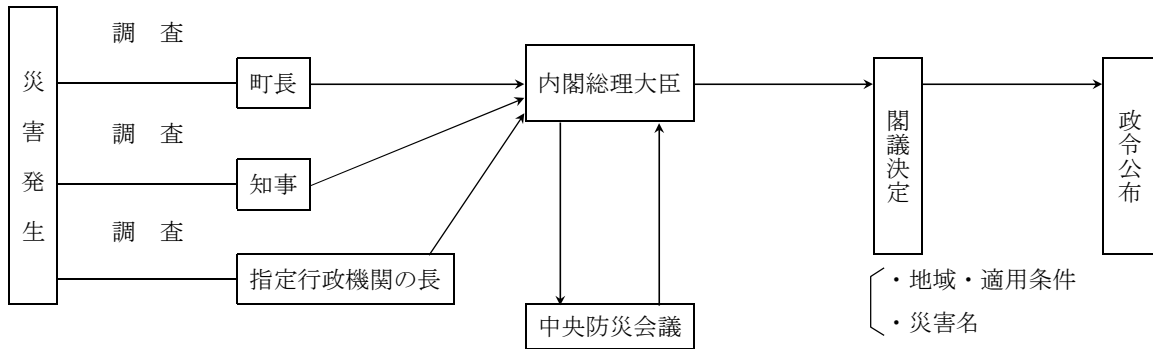 災害発生
調　査
町長
調　査
知事
調　査
指定行政機関の長
内閣総理大臣
中央防災会議
閣議決定
・地域・適用条件
・災害名
政令公布